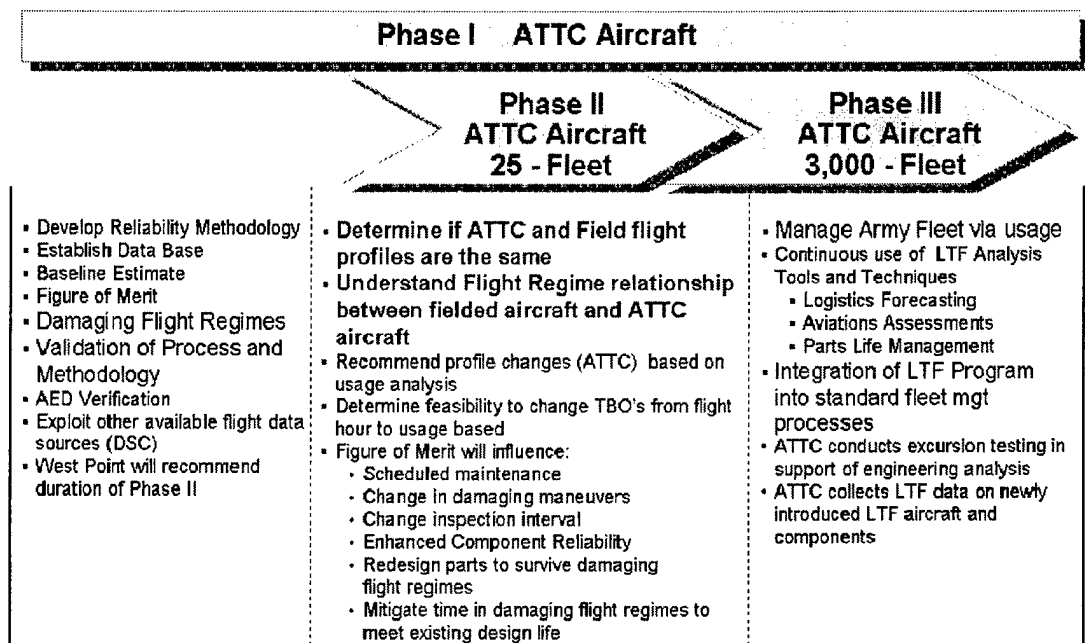 Phase I ATTC Aircraft
Phase II
ATTC Aircraft
25 - Fleet
Phase III
ATTC Aircraft
3,000 - Fleet
▪ Develop Reliability Methodology
▪ Establish Data Base
▪ Baseline Estimate
▪ Figure of Merit
▪ Damaging Flight Regimes
▪ Validation of Process and
Methodology
▪ AED Verification
▪ Exploit other available flight data
sources (DSC)
▪ West Point will recommend
duration of Phase II
▪ Determine if ATTC and Field flight
profiles are the same
▪ Understand Flight Regime relationship
between fielded aircraft and ATTC
aircraft
▪ Recommend profile changes (ATTC) based on
usage analysis
▪ Determine feasibility to change TBO's from flight
hour to usage based
▪ Figure of Merit will influence:
• Scheduled maintenance
• Change in damaging maneuvers
• Change inspection interval
• Enhanced Component Reliability
• Redesign parts to survive damaging
flight regimes
• Mitigate time in damaging flight regimes to
meet existing design life
▪ Manage Army Fleet via usage
▪ Continuous use of LTF Analysis
Tools and Techniques
▪ Logistics Forecasting
▪ Aviations Assessments
▪ Parts Life Management
▪ Integration of LTF Program
into standard fleet mgt
processes
▪ ATTC conducts excursion testing in
support of engineering analysis
▪ ATTC collects LTF data on newly
introduced LTF aircraft and
components